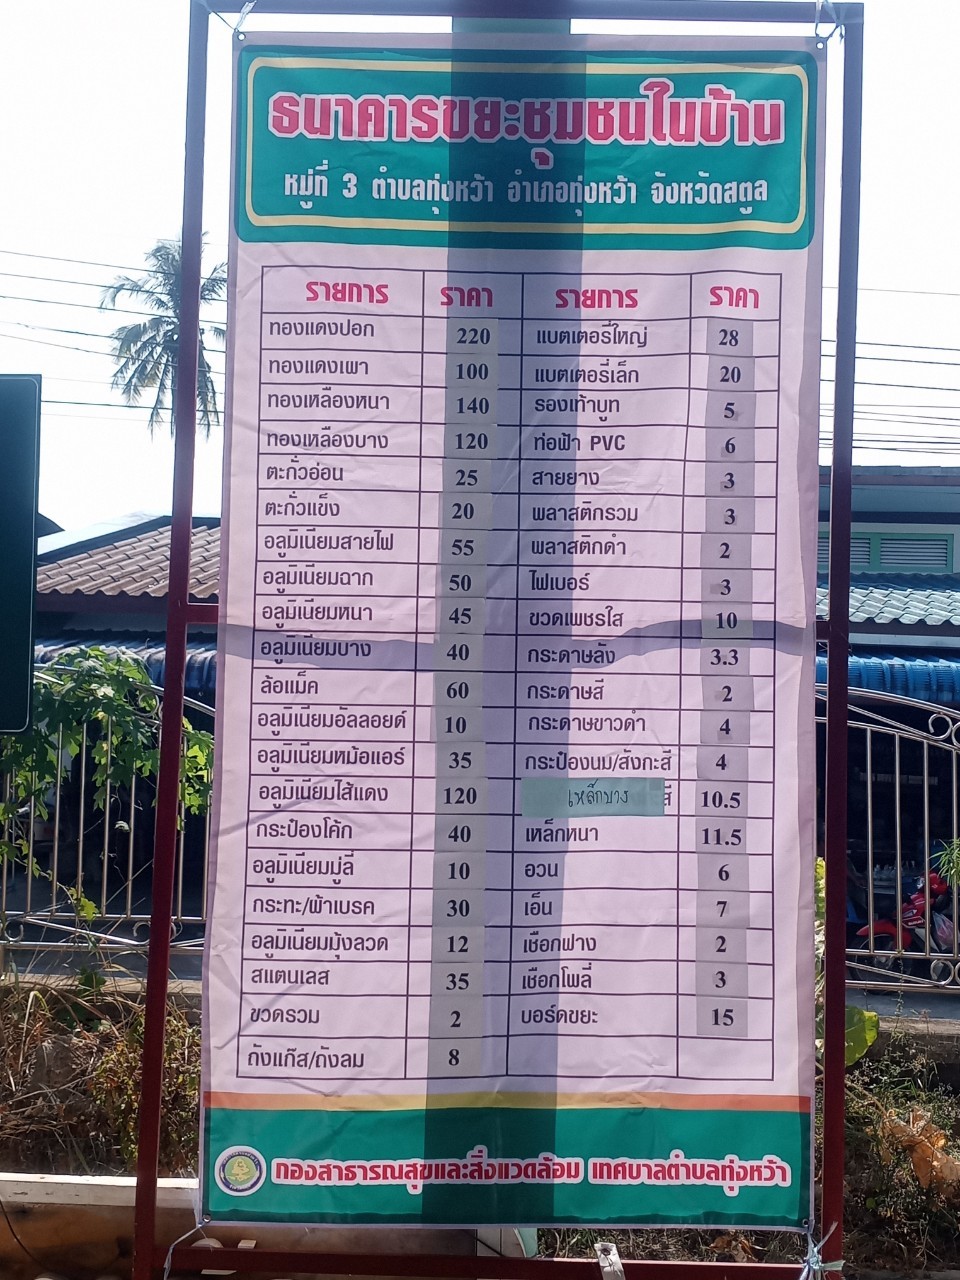 ธนาคารขยะชุมชนในบ้าน
หมู่ที่ 3 ตำบลทุ่งหว้า อำเภอทุ่งหว้า จังหวัดสตูล
รายการ ราคา รายการ ราคา
ทองแดงปอก 220 แบตเตอรี่ใหญ่ 28
ทองแดงเผา 100 แบตเตอรี่เล็ก 20
ทองเหลืองหนา 140 รองเท้าบูท 5
ทองเหลืองบาง 120 ท่อฟ้า PVC 6
ตะกั่วอ่อน 25 สายยาง 3
ตะกั่วแข็ง 20 พลาสติกรวม 3
อลูมิเนียมสายไฟ 55 พลาสติกดำ 2
อลูมิเนียมฉาก 50 ไฟเบอร์ 3
อลูมิเนียมหนา 45 ขวดเพชรใส 10
อลูมิเนียมบาง 40 กระดาษลัง 3.3
ล้อแม็ค 60 กระดาษสี 2
อลูมิเนียมอัลลอยด์ 10 กระดาษขาวดำ 4
อลูมิเนียมหม้อแอร์ 35 กระป๋องนม/สังกะสี 4
อลูมิเนียมไส้แดง 120 เหล็กบาง สี 10.5
กระป๋องโค้ก 40 เหล็กหนา 11.5
อลูมิเนียมมู่ลี่ 10 อวน 6
กระทะ/ผ้าเบรค 30 เอ็น 7
อลูมิเนียมมุ้งลวด 12 เชือกฟาง 2
สแตนเลส 35 เชือกโพลี่ 3
ขวดรวม 2 บอร์ดขยะ 15
ถังแก๊ส/ถังลม 8
กองสาธารณสุขและสิ่งแวดล้อม เทศบาลตำบลทุ่งหว้า